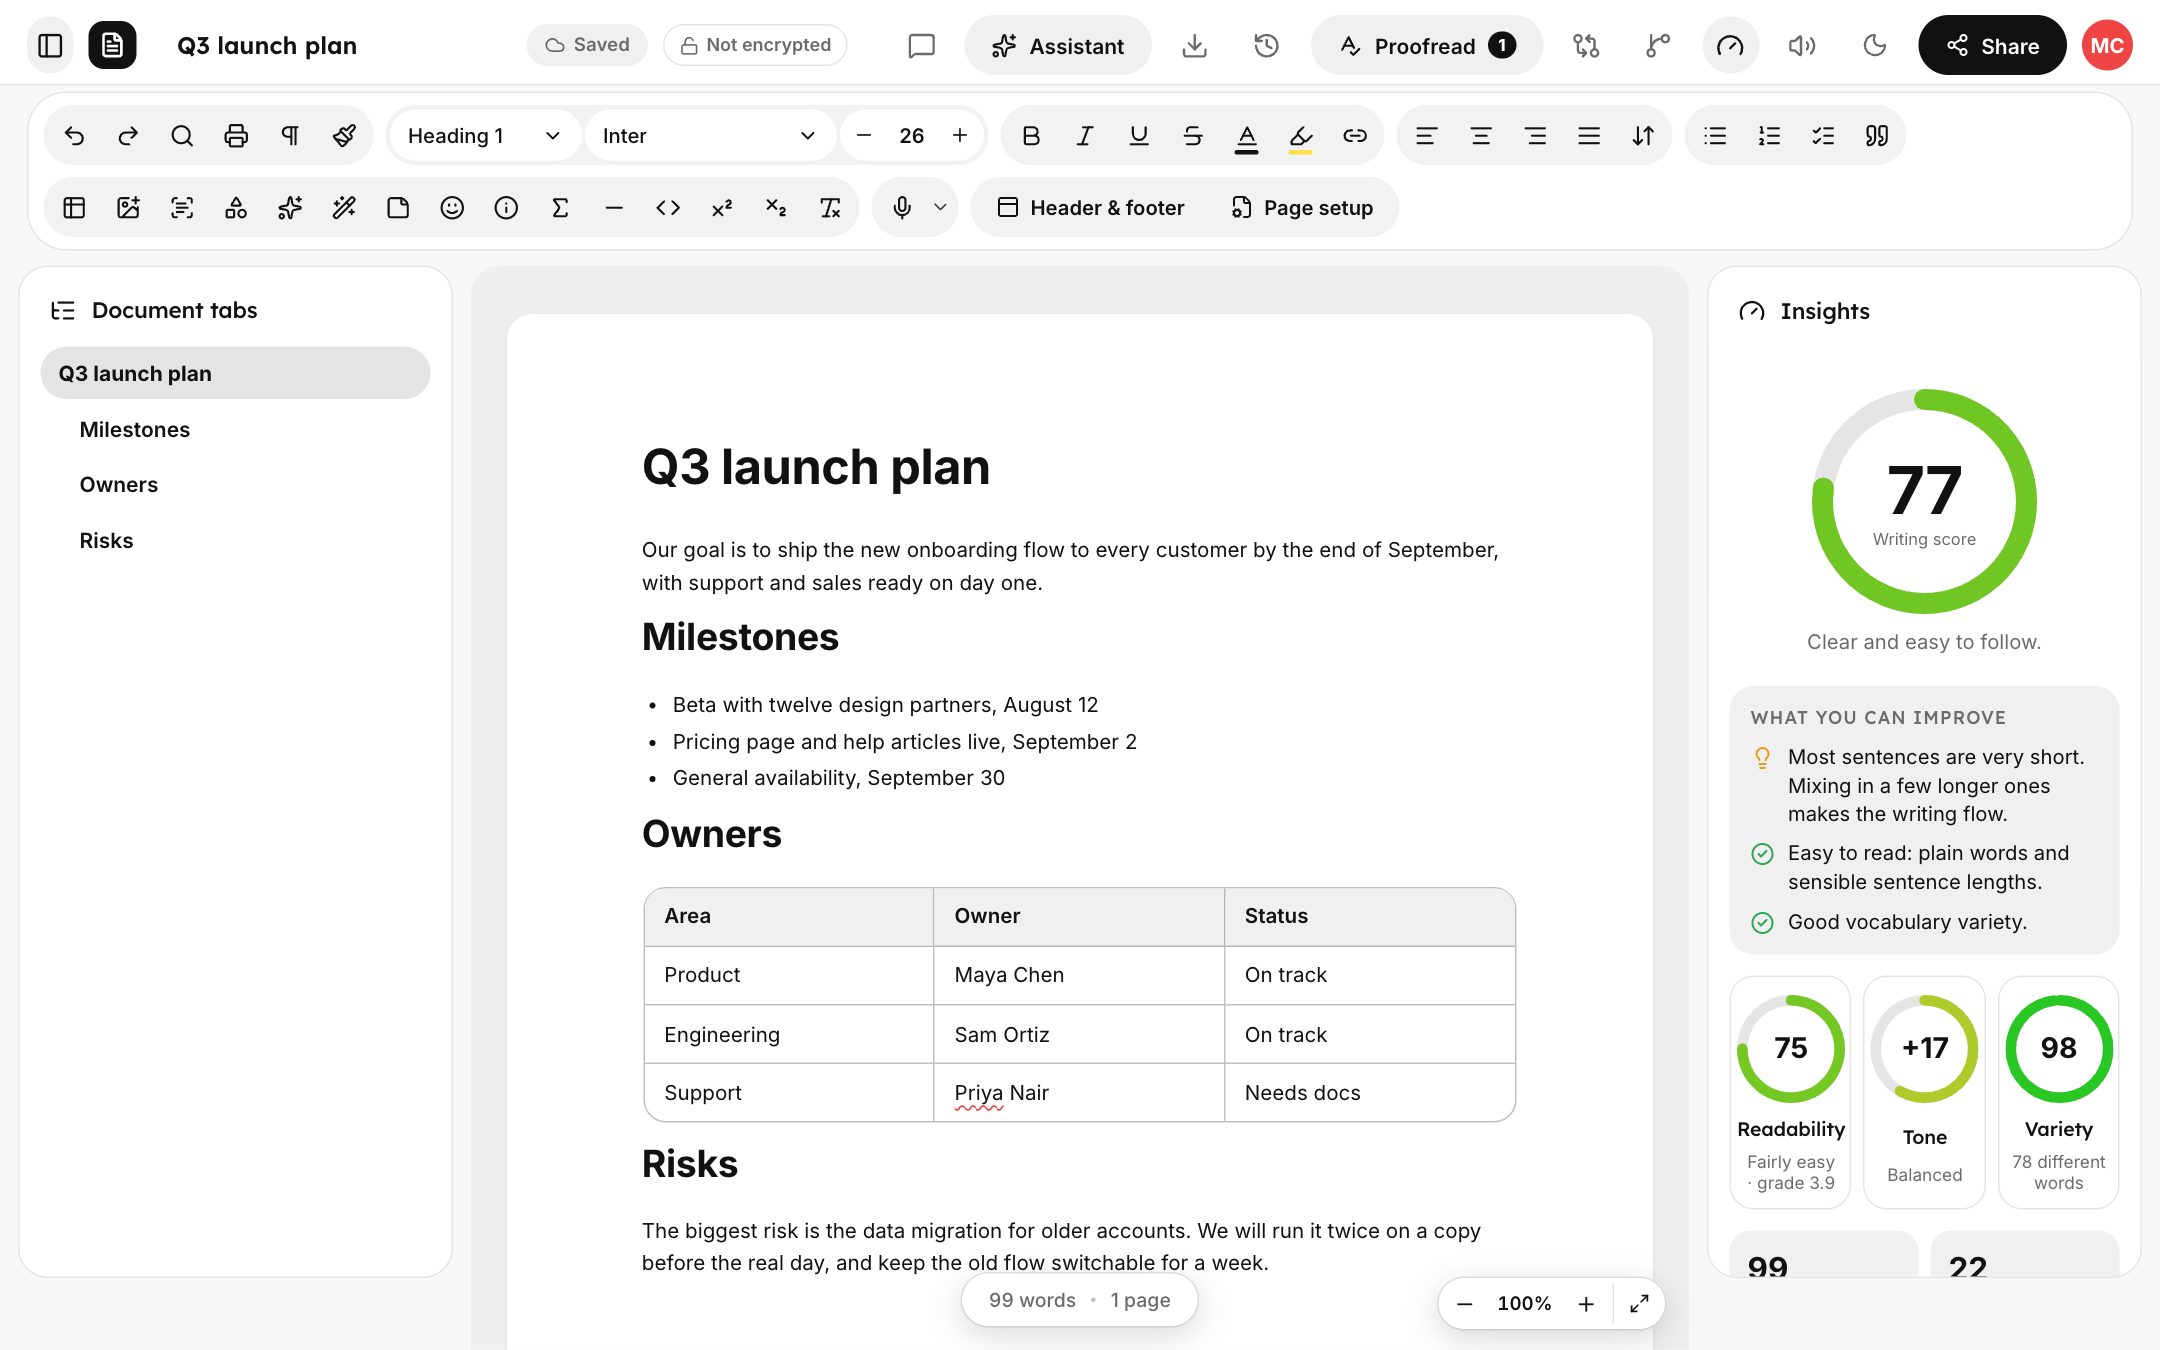 Q3 launch plan
Saved
Not encrypted
Assistant
Proofread 1
Share
MC
Heading 1
Inter
26
Header & footer
Page setup
Document tabs
Q3 launch plan
Milestones
Owners
Risks
Q3 launch plan
Our goal is to ship the new onboarding flow to every customer by the end of September,
with support and sales ready on day one.
Milestones
• Beta with twelve design partners, August 12
• Pricing page and help articles live, September 2
• General availability, September 30
Owners
Area Owner Status
Product Maya Chen On track
Engineering Sam Ortiz On track
Support Priya Nair Needs docs
Risks
The biggest risk is the data migration for older accounts. We will run it twice on a copy
before the real day, and keep the old flow switchable for a week.
99 words • 1 page
100%
Insights
77
Writing score
Clear and easy to follow.
WHAT YOU CAN IMPROVE
Most sentences are very short.
Mixing in a few longer ones
makes the writing flow.
Easy to read: plain words and
sensible sentence lengths.
Good vocabulary variety.
75
Readability
Fairly easy
· grade 3.9
+17
Tone
Balanced
98
Variety
78 different
words
99
22